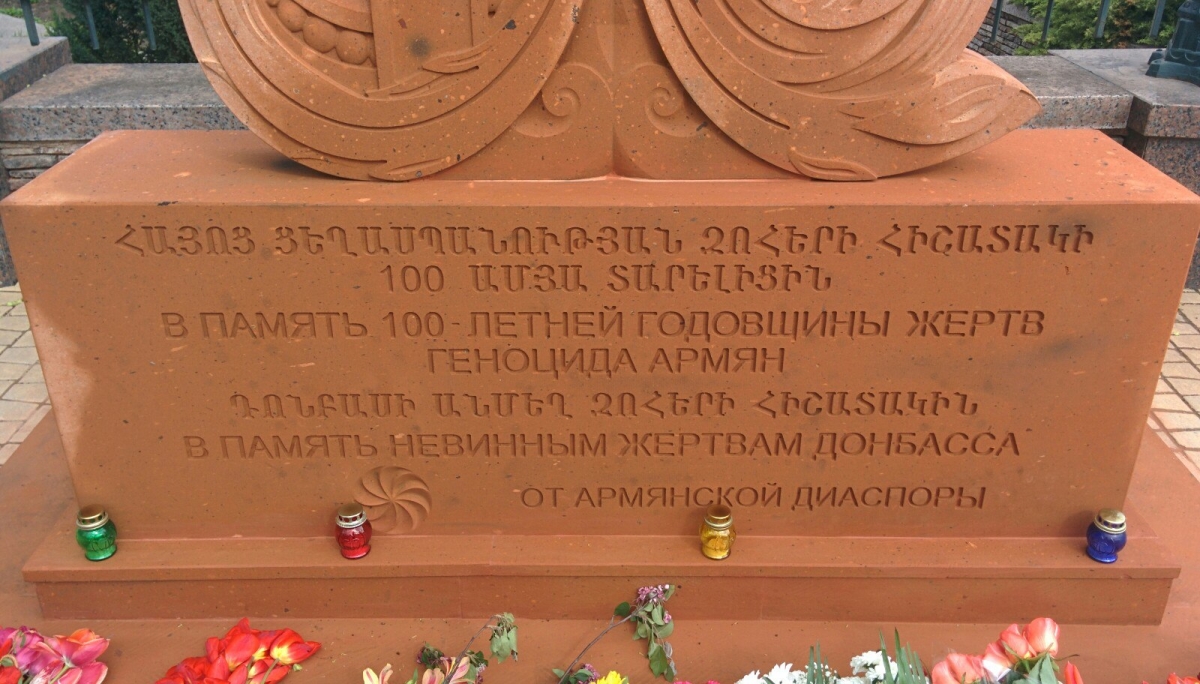 ՀԱՅՈՑ ՑԵՂԱՍՊԱՆՈՒԹՅԱՆ ԶՈՀԵՐԻ ՀԻՇԱՏԱԿԻ
100 ԱՄՅԱ ՏԱՐԵԼԻՑԻՆ
В ПАМЯТЬ 100-ЛЕТНЕЙ ГОДОВЩИНЫ ЖЕРТВ
ГЕНОЦИДА АРМЯН
ԴՈՆԲԱՍԻ ԱՆՄԵՂ ԶՈՀԵՐԻ ՀԻՇԱՏԱԿԻՆ
В ПАМЯТЬ НЕВИННЫМ ЖЕРТВАМ ДОНБАССА
ОТ АРМЯНСКОЙ ДИАСПОРЫ